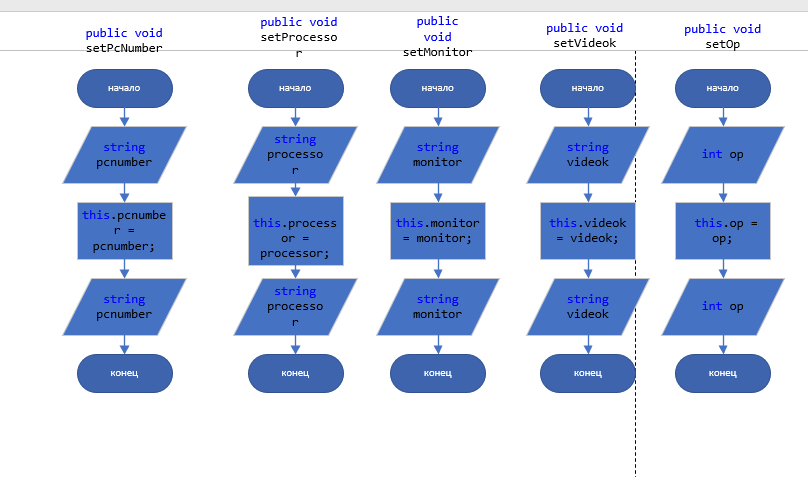 public void
setPcNumber
начало
string
pcnumber
this.pcnumbe
r =
pcnumber;
string
pcnumber
конец
public void
setProcesso
r
начало
string
processo
r
this.process
or =
processor;
string
processo
r
конец
public
void
setMonitor
начало
string
monitor
this.monitor
= monitor;
string
monitor
конец
public void
setVideok
начало
string
videok
this.videok
= videok;
string
videok
конец
public void
setOp
начало
int op
this.op =
op;
int op
конец